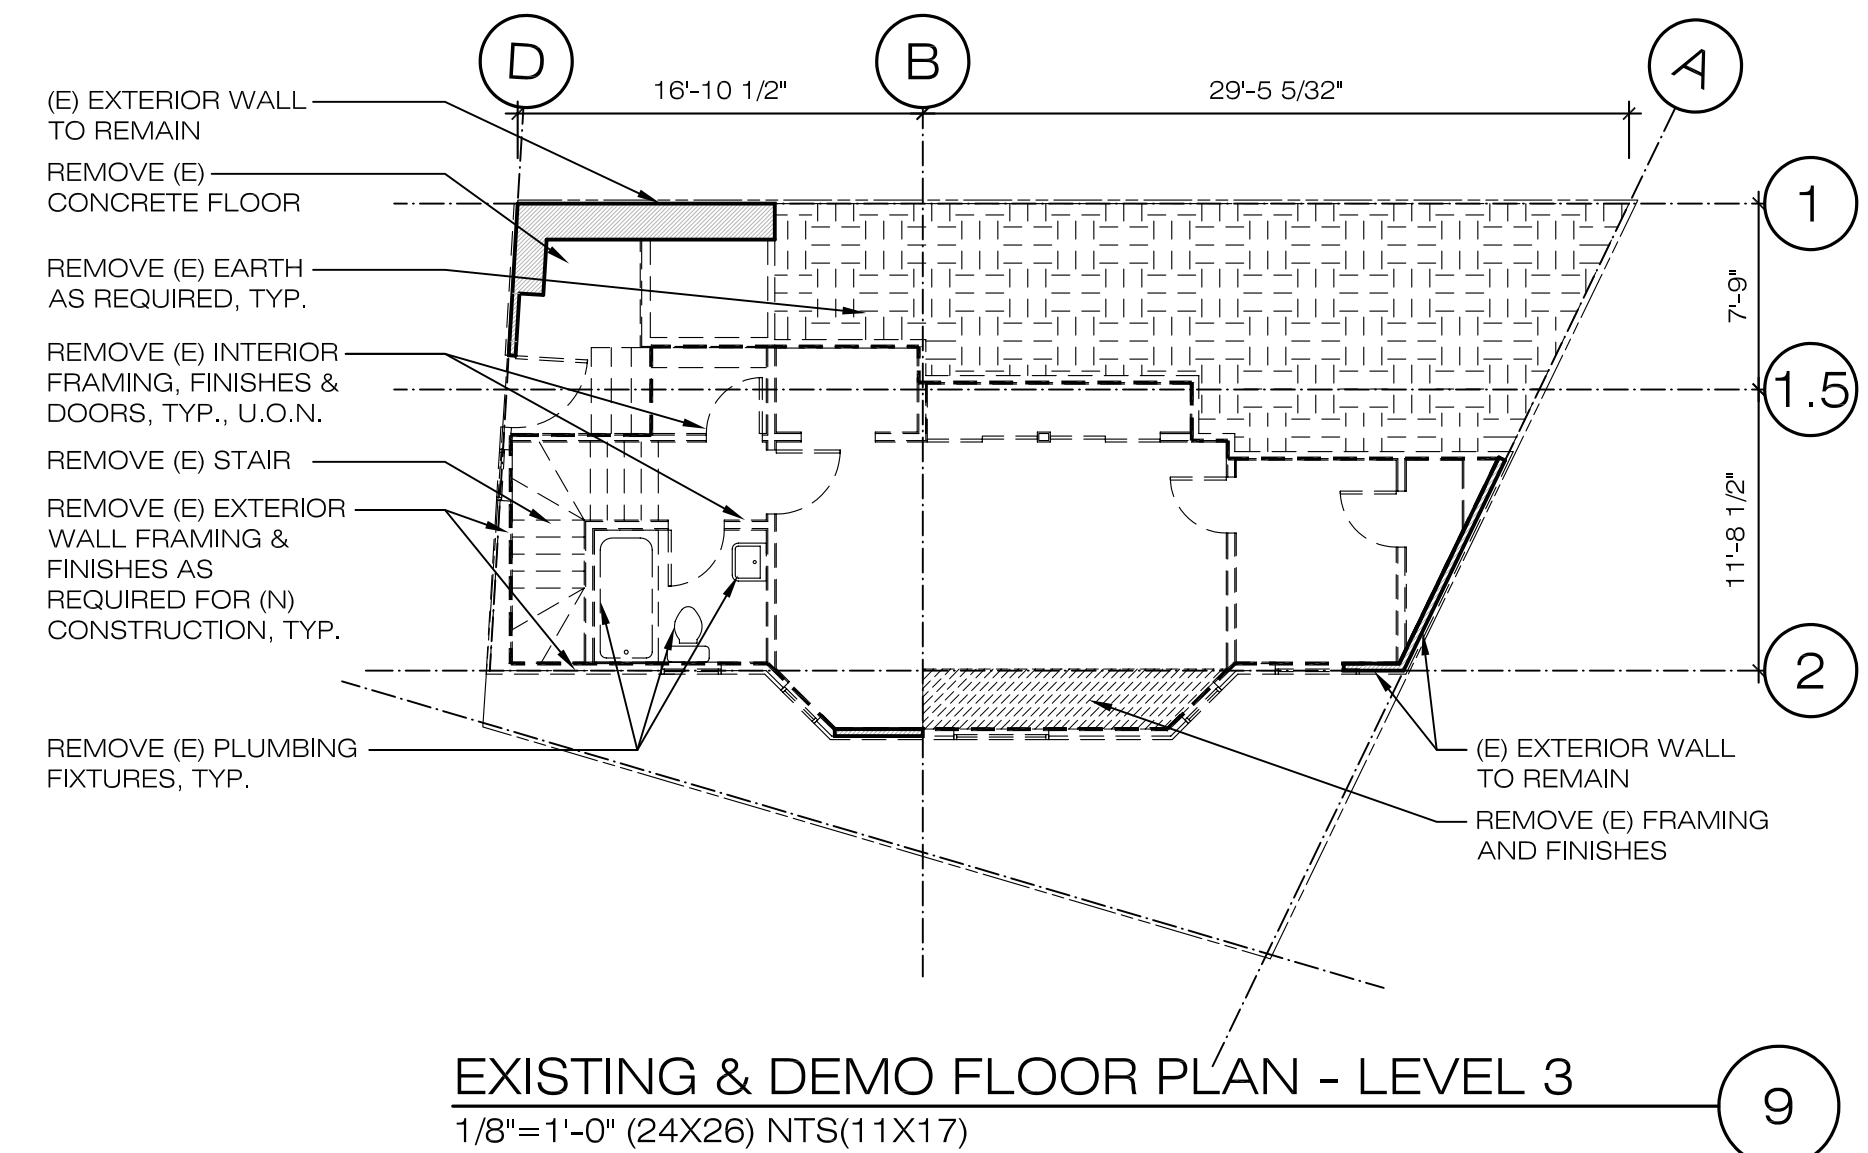 D
B
A
16'-10 1/2"
29'-5 5/32"
(E) EXTERIOR WALL
TO REMAIN
REMOVE (E)
CONCRETE FLOOR
REMOVE (E) EARTH
AS REQUIRED, TYP.
REMOVE (E) INTERIOR
FRAMING, FINISHES &
DOORS, TYP., U.O.N.
REMOVE (E) STAIR
REMOVE (E) EXTERIOR
WALL FRAMING &
FINISHES AS
REQUIRED FOR (N)
CONSTRUCTION, TYP.
REMOVE (E) PLUMBING
FIXTURES, TYP.
1
7'-9"
1.5
11'-8 1/2"
2
(E) EXTERIOR WALL
TO REMAIN
REMOVE (E) FRAMING
AND FINISHES
EXISTING & DEMO FLOOR PLAN - LEVEL 3
1/8"=1'-0" (24X26) NTS(11X17)
9